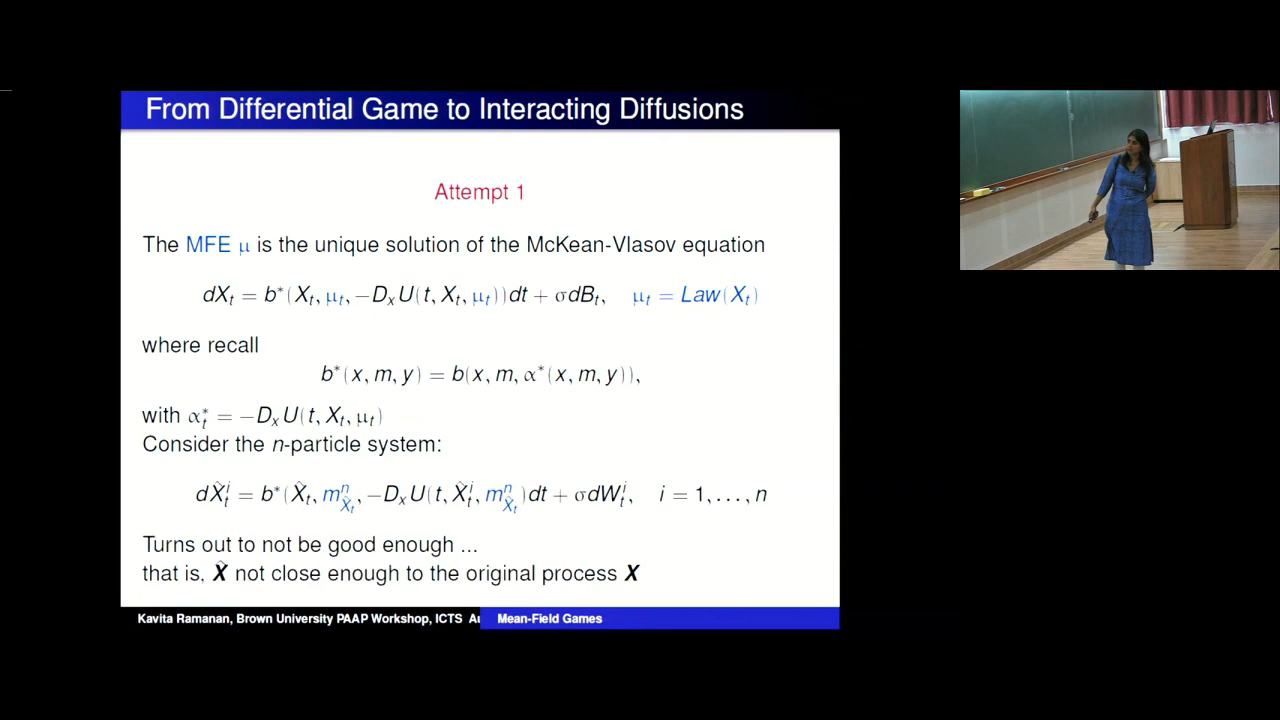 From Differential Game to Interacting Diffusions
Attempt 1
The MFE μ is the unique solution of the McKean-Vlasov equation
dX_t = b*(X_t, μ_t, −D_x U(t, X_t, μ_t))dt + σdB_t, μ_t = Law(X_t)
where recall
b*(x, m, y) = b(x, m, α*(x, m, y)),
with α*_t = −D_x U(t, X_t, μ_t)
Consider the n-particle system:
dX̂^i_t = b*(X̂_t, m^n_{X̂_t}, −D_x U(t, X̂^i_t, m^n_{X̂_t})dt + σdW^i_t, i = 1, . . . , n
Turns out to not be good enough ...
that is, X̂ not close enough to the original process X
Kavita Ramanan, Brown University PAAP Workshop, ICTS Au Mean-Field Games